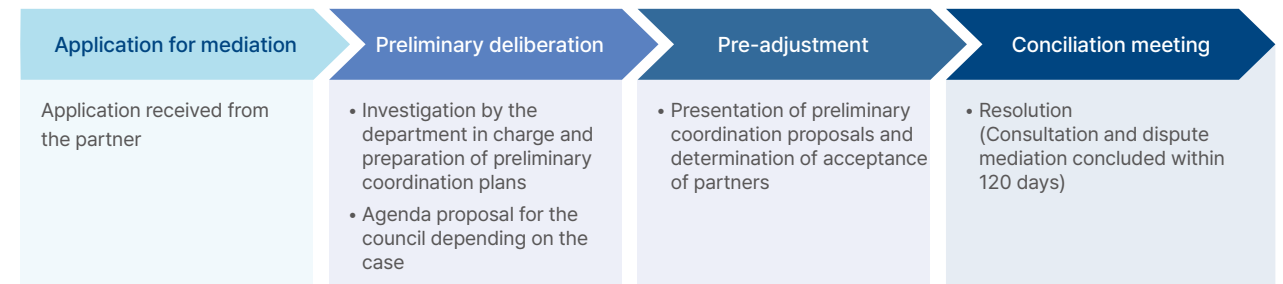 Application for mediation
Application received from
the partner
Preliminary deliberation
• Investigation by the
department in charge and
preparation of preliminary
coordination plans
• Agenda proposal for the
council depending on the
case
Pre-adjustment
• Presentation of preliminary
coordination proposals and
determination of acceptance
of partners
Conciliation meeting
• Resolution
(Consultation and dispute
mediation concluded within
120 days)